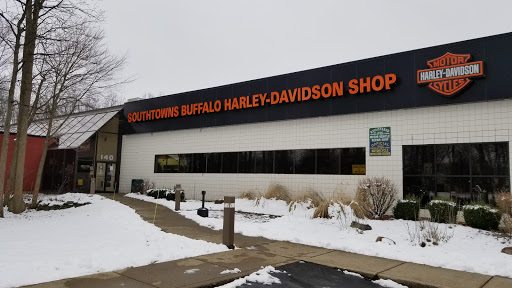 SOUTHTOWNS BUFFALO HARLEY-DAVIDSON SHOP
MOTOR
HARLEY-DAVIDSON
CYCLES
140